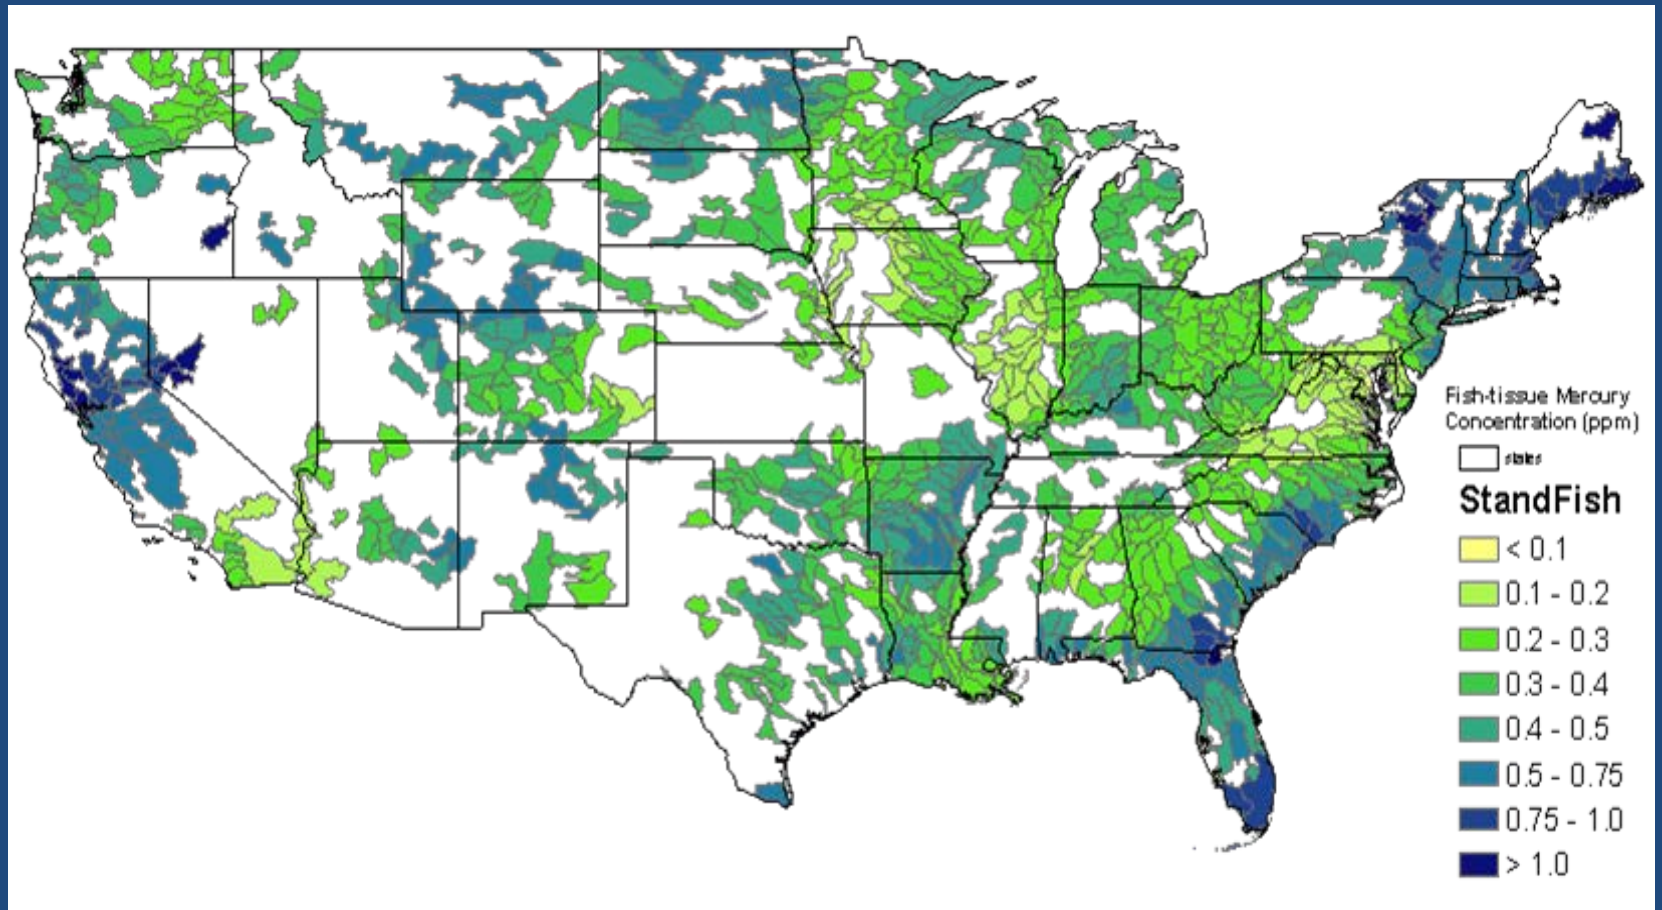 Fish-tissue Mercury
Concentration (ppm)
states
StandFish
< 0.1
0.1 - 0.2
0.2 - 0.3
0.3 - 0.4
0.4 - 0.5
0.5 - 0.75
0.75 - 1.0
> 1.0